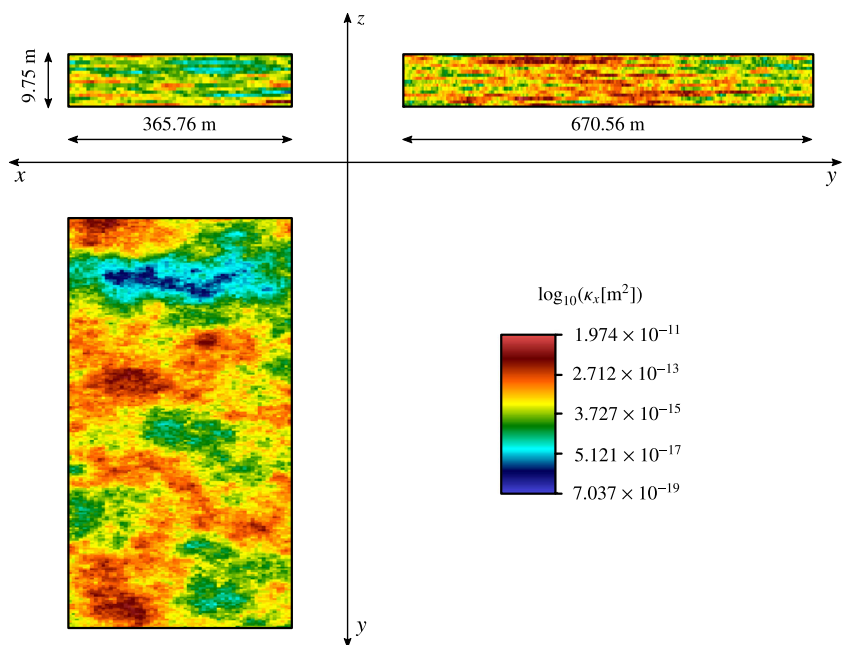 z
9.75 m
365.76 m
670.56 m
x
y
log₁₀(κₓ[m²])
1.974 × 10⁻¹¹
2.712 × 10⁻¹³
3.727 × 10⁻¹⁵
5.121 × 10⁻¹⁷
7.037 × 10⁻¹⁹
y